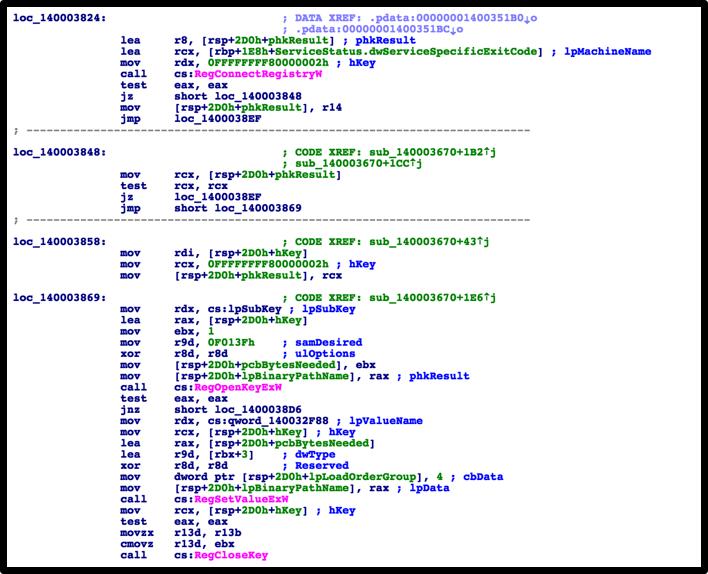 loc_140003824: ; DATA XREF: .pdata:00000001400351B0↓o
; .pdata:00000001400351BC↓o
lea r8, [rsp+2D0h+phkResult] ; phkResult
lea rcx, [rbp+1E8h+ServiceStatus.dwServiceSpecificExitCode] ; lpMachineName
mov rdx, 0FFFFFFFF80000002h ; hKey
call cs:RegConnectRegistryW
test eax, eax
jz short loc_140003848
mov [rsp+2D0h+phkResult], r14
jmp loc_1400038EF
; ---------------------------------------------------------------------------
loc_140003848: ; CODE XREF: sub_140003670+1B2↑j
; sub_140003670+1CC↑j
mov rcx, [rsp+2D0h+phkResult]
test rcx, rcx
jz loc_1400038EF
jmp short loc_140003869
; ---------------------------------------------------------------------------
loc_140003858: ; CODE XREF: sub_140003670+43↑j
mov rdi, [rsp+2D0h+hKey]
mov rcx, 0FFFFFFFF80000002h ; hKey
mov [rsp+2D0h+phkResult], rcx
loc_140003869: ; CODE XREF: sub_140003670+1E6↑j
mov rdx, cs:lpSubKey ; lpSubKey
lea rax, [rsp+2D0h+hKey]
mov ebx, 1
mov r9d, 0F013Fh ; samDesired
xor r8d, r8d ; ulOptions
mov [rsp+2D0h+pcbBytesNeeded], ebx
mov [rsp+2D0h+lpBinaryPathName], rax ; phkResult
call cs:RegOpenKeyExW
test eax, eax
jnz short loc_1400038D6
mov rdx, cs:qword_140032F88 ; lpValueName
mov rcx, [rsp+2D0h+hKey] ; hKey
lea rax, [rsp+2D0h+pcbBytesNeeded]
lea r9d, [rbx+3] ; dwType
xor r8d, r8d ; Reserved
mov dword ptr [rsp+2D0h+lpLoadOrderGroup], 4 ; cbData
mov [rsp+2D0h+lpBinaryPathName], rax ; lpData
call cs:RegSetValueExW
mov rcx, [rsp+2D0h+hKey] ; hKey
test eax, eax
movzx r13d, r13b
cmovz r13d, ebx
call cs:RegCloseKey